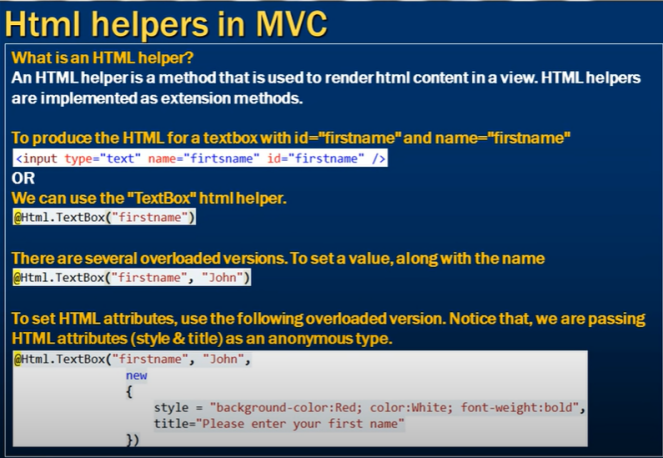 Html helpers in MVC
What is an HTML helper?
An HTML helper is a method that is used to render html content in a view. HTML helpers
are implemented as extension methods.
To produce the HTML for a textbox with id="firstname" and name="firstname"
<input type="text" name="firtsname" id="firstname" />
OR
We can use the "TextBox" html helper.
@Html.TextBox("firstname")
There are several overloaded versions. To set a value, along with the name
@Html.TextBox("firstname", "John")
To set HTML attributes, use the following overloaded version. Notice that, we are passing
HTML attributes (style & title) as an anonymous type.
@Html.TextBox("firstname", "John",
new
{
style = "background-color:Red; color:White; font-weight:bold",
title="Please enter your first name"
})